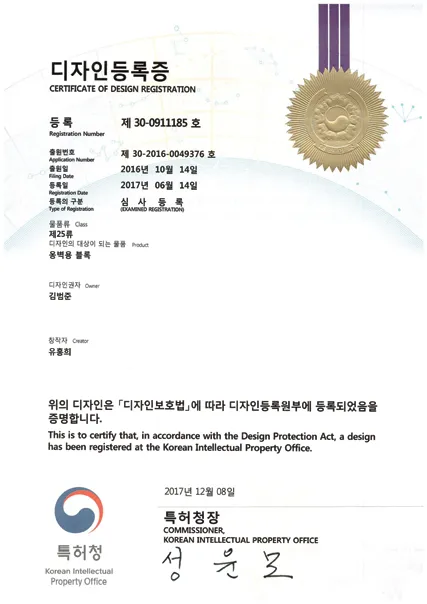 디자인등록증
CERTIFICATE OF DESIGN REGISTRATION
등록 제 30-0911185 호
Registration Number
출원번호 제 30-2016-0049376 호
Application Number
출원일 2016년 10월 14일
Filing Date
등록일 2017년 06월 14일
Registration Date
등록의 구분 심사등록
Type of Registration (EXAMINED REGISTRATION)
물품류 Class
제25류
디자인의 대상이 되는 물품 Product
옹벽용 블록
디자인권자 Owner
김범준
창작자 Creator
유흥희
위의 디자인은 「디자인보호법」에 따라 디자인등록원부에 등록되었음을
증명합니다.
This is to certify that, in accordance with the Design Protection Act, a design
has been registered at the Korean Intellectual Property Office.
2017년 12월 08일
특허청장
COMMISSIONER,
KOREAN INTELLECTUAL PROPERTY OFFICE
성윤모
특허청
Korean Intellectual
Property Office